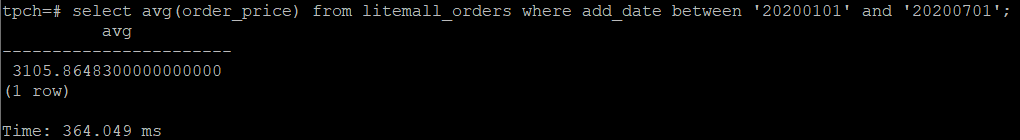 tpch=# select avg(order_price) from litemall_orders where add_date between '20200101' and '20200701';
avg
-----------------------
3105.8648300000000000
(1 row)
Time: 364.049 ms